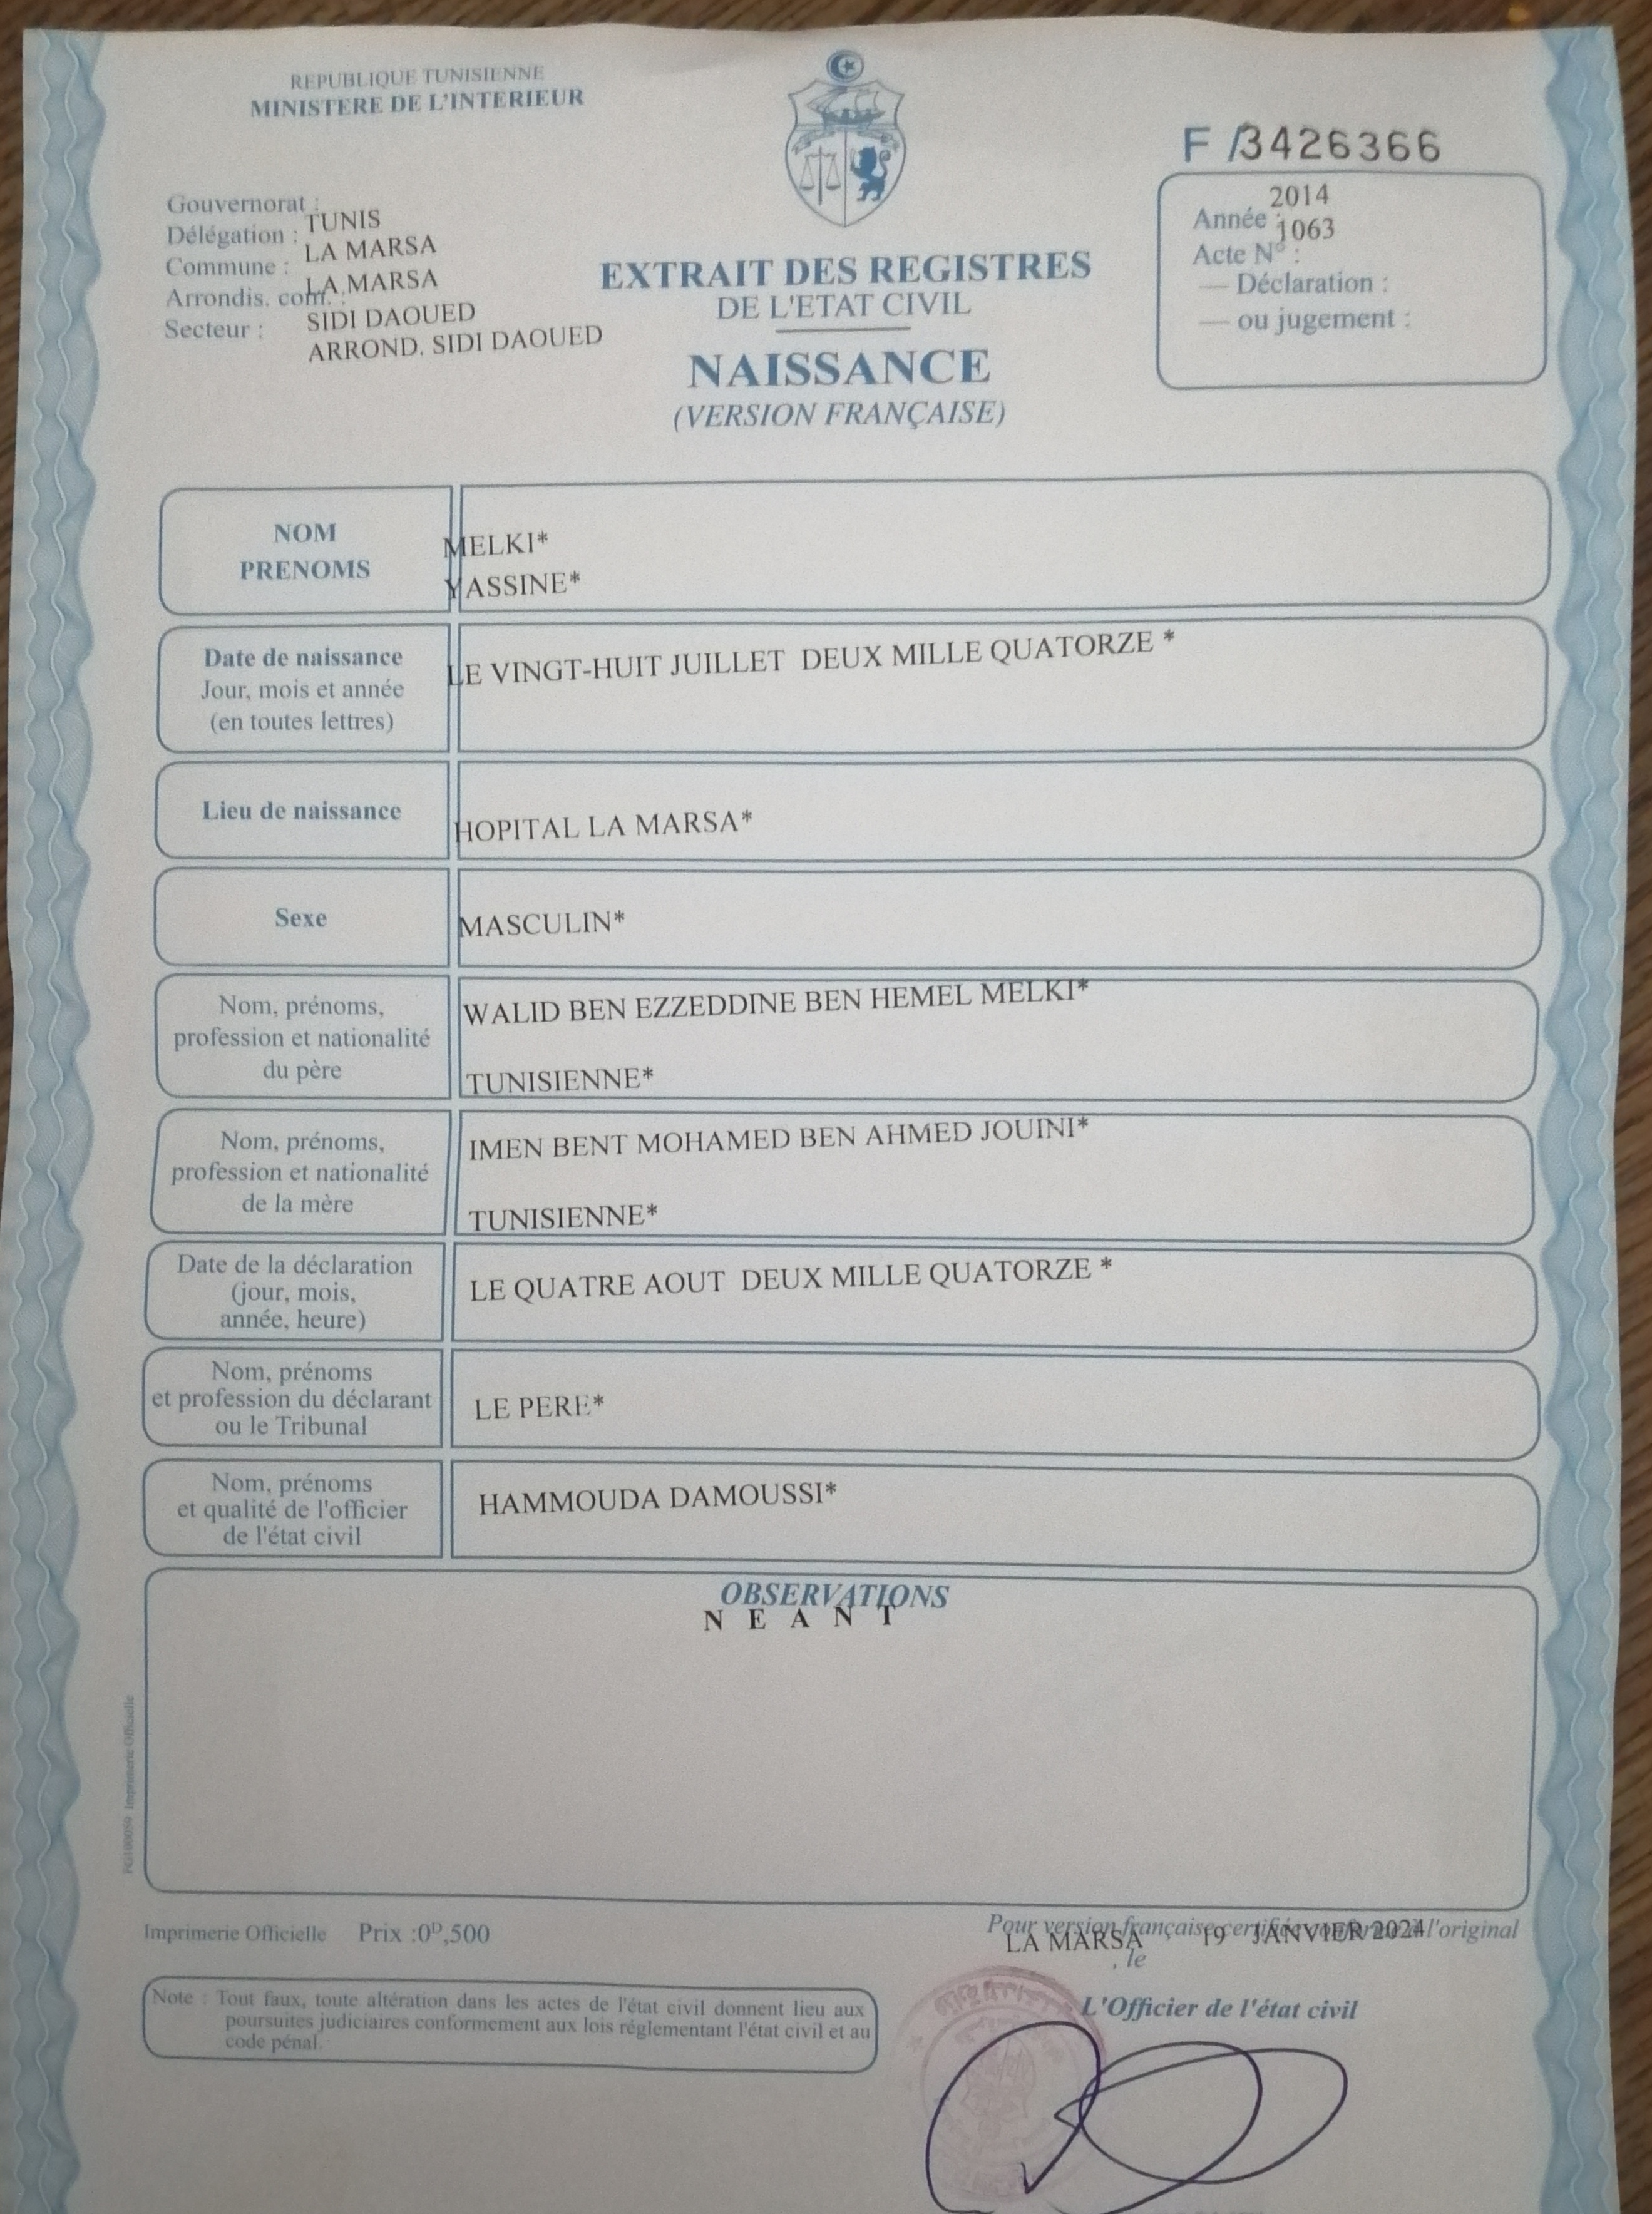 REPUBLIQUE TUNISIENNE
MINISTERE DE L'INTERIEUR
F /3426366
Gouvernorat : TUNIS
Délégation : LA MARSA
Commune : LA MARSA
Arrondis. com. : SIDI DAOUED
Secteur : ARROND. SIDI DAOUED
EXTRAIT DES REGISTRES
DE L'ETAT CIVIL
NAISSANCE
(VERSION FRANÇAISE)
Année : 2014
Acte N° : 1063
— Déclaration :
— ou jugement :
NOM MELKI*
PRENOMS YASSINE*
Date de naissance
Jour, mois et année
(en toutes lettres)
LE VINGT-HUIT JUILLET DEUX MILLE QUATORZE *
Lieu de naissance
HOPITAL LA MARSA*
Sexe
MASCULIN*
Nom, prénoms,
profession et nationalité
du père
WALID BEN EZZEDDINE BEN HEMEL MELKI*
TUNISIENNE*
Nom, prénoms,
profession et nationalité
de la mère
IMEN BENT MOHAMED BEN AHMED JOUINI*
TUNISIENNE*
Date de la déclaration
(jour, mois,
année, heure)
LE QUATRE AOUT DEUX MILLE QUATORZE *
Nom, prénoms
et profession du déclarant
ou le Tribunal
LE PERE*
Nom, prénoms
et qualité de l'officier
de l'état civil
HAMMOUDA DAMOUSSI*
OBSERVATIONS
N E A N T
Imprimerie Officielle
Imprimerie Officielle Prix :0ᴰ,500
Pour version française certifiée conforme à l'original
LA MARSA , le 19 JANVIER 2024
L'Officier de l'état civil
Note : Tout faux, toute altération dans les actes de l'état civil donnent lieu aux
poursuites judiciaires conformement aux lois réglementant l'état civil et au
code pénal.